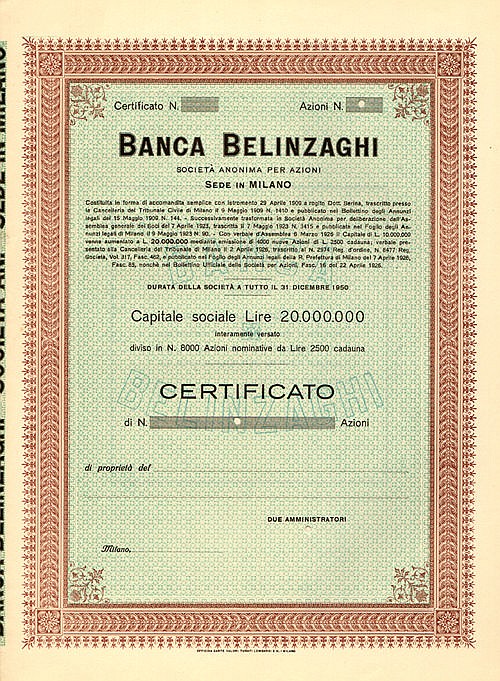 Certificato N. Azioni N.
BANCA BELINZAGHI
SOCIETÀ ANONIMA PER AZIONI
SEDE IN MILANO
Costituita in forma di accomandita semplice con istromento 29 Aprile 1909 a rogito Dott. Serina, trascritto presso
la Cancelleria del Tribunale Civile di Milano il 9 Maggio 1909 N. 1410 e pubblicato nel Bollettino degli Annunzi
legali del 15 Maggio 1909 N. 144. - Successivamente trasformata in Società Anonima per deliberazione dell'As-
semblea generale dei Soci del 7 Aprile 1923, trascritta il 7 Maggio 1923 N. 3415 e pubblicata nel Foglio degli An-
nunzi legali di Milano il 9 Maggio 1923 N. 90. - Con verbale d'Assemblea 6 Marzo 1926 il Capitale di L. 10.000.000
venne aumentato a L. 20.000.000 mediante emissione di 4000 nuove Azioni di L. 2500 cadauna; verbale pre-
sentato alla Cancelleria del Tribunale di Milano il 2 Aprile 1926, trascritto al N. 2974 Reg. d'ordine, N. 6477 Reg.
Società, Vol. 317, Fasc. 462, e pubblicato nel Foglio degli Annunzi legali della R. Prefettura di Milano del 7 Aprile 1926,
Fasc. 83, nonchè nel Bollettino Ufficiale delle Società per Azioni, Fasc. 16 del 22 Aprile 1926.
DURATA DELLA SOCIETÀ A TUTTO IL 31 DICEMBRE 1950
Capitale sociale Lire 20.000.000
interamente versato
diviso in N. 8000 Azioni nominative da Lire 2500 cadauna
BELINZAGHI
CERTIFICATO
di N. Azioni
di proprietà del
DUE AMMINISTRATORI
Milano,